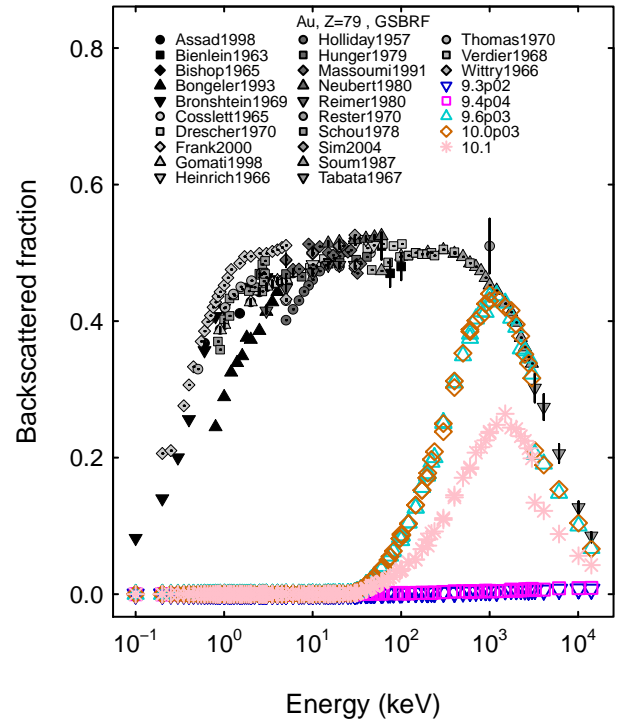 Au, Z=79 , GSBRF
Assad1998
Bienlein1963
Bishop1965
Bongeler1993
Bronshtein1969
Cosslett1965
Drescher1970
Frank2000
Gomati1998
Heinrich1966
Holliday1957
Hunger1979
Massoumi1991
Neubert1980
Reimer1980
Rester1970
Schou1978
Sim2004
Soum1987
Tabata1967
Thomas1970
Verdier1968
Wittry1966
9.3p02
9.4p04
9.6p03
10.0p03
10.1
Backscattered fraction
0.8
0.6
0.4
0.2
0.0
10⁻¹ 10⁰ 10¹ 10² 10³ 10⁴
Energy (keV)